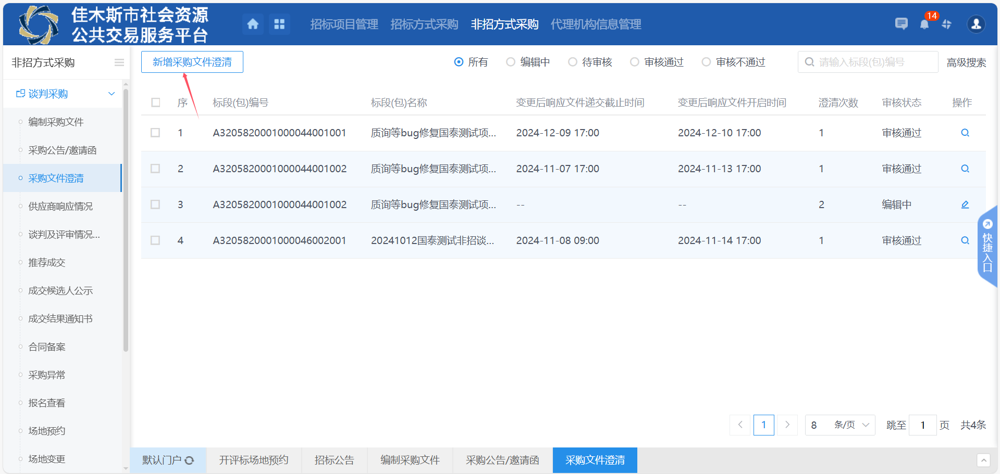 佳木斯市社会资源
公共交易服务平台
招标项目管理 招标方式采购 非招方式采购 代理机构信息管理
14
非招方式采购
谈判采购
编制采购文件
采购公告/邀请函
采购文件澄清
供应商响应情况
谈判及评审情况...
推荐成交
成交候选人公示
成交结果通知书
合同备案
采购异常
报名查看
场地预约
场地变更
新增采购文件澄清 所有 编辑中 待审核 审核通过 审核不通过 请输入标段(包)编号 高级搜索
序 标段(包)编号 标段(包)名称 变更后响应文件递交截止时间 变更后响应文件开启时间 澄清次数 审核状态 操作
1 A3205820001000044001001 质询等bug修复国泰测试项... 2024-12-09 17:00 2024-12-10 17:00 1 审核通过
2 A3205820001000044001002 质询等bug修复国泰测试项... 2024-11-07 17:00 2024-11-13 17:00 1 审核通过
3 A3205820001000044001002 质询等bug修复国泰测试项... -- -- 2 编辑中
4 A3205820001000046002001 20241012国泰测试非招谈... 2024-11-08 09:00 2024-11-14 17:00 1 审核通过
快捷入口
1 8 条/页 跳至 1 页 共4条
默认门户 开评标场地预约 招标公告 编制采购文件 采购公告/邀请函 采购文件澄清